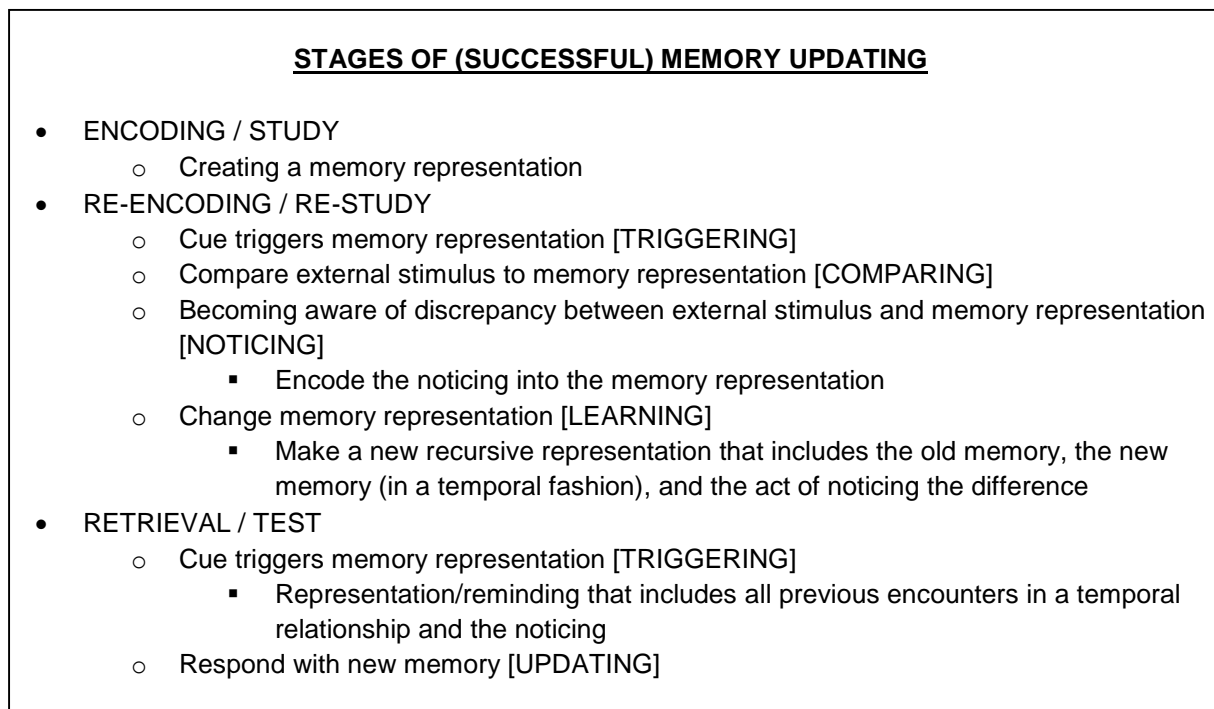 STAGES OF (SUCCESSFUL) MEMORY UPDATING
• ENCODING / STUDY
o Creating a memory representation
• RE-ENCODING / RE-STUDY
o Cue triggers memory representation [TRIGGERING]
o Compare external stimulus to memory representation [COMPARING]
o Becoming aware of discrepancy between external stimulus and memory representation
[NOTICING]
▪ Encode the noticing into the memory representation
o Change memory representation [LEARNING]
▪ Make a new recursive representation that includes the old memory, the new
memory (in a temporal fashion), and the act of noticing the difference
• RETRIEVAL / TEST
o Cue triggers memory representation [TRIGGERING]
▪ Representation/reminding that includes all previous encounters in a temporal
relationship and the noticing
o Respond with new memory [UPDATING]